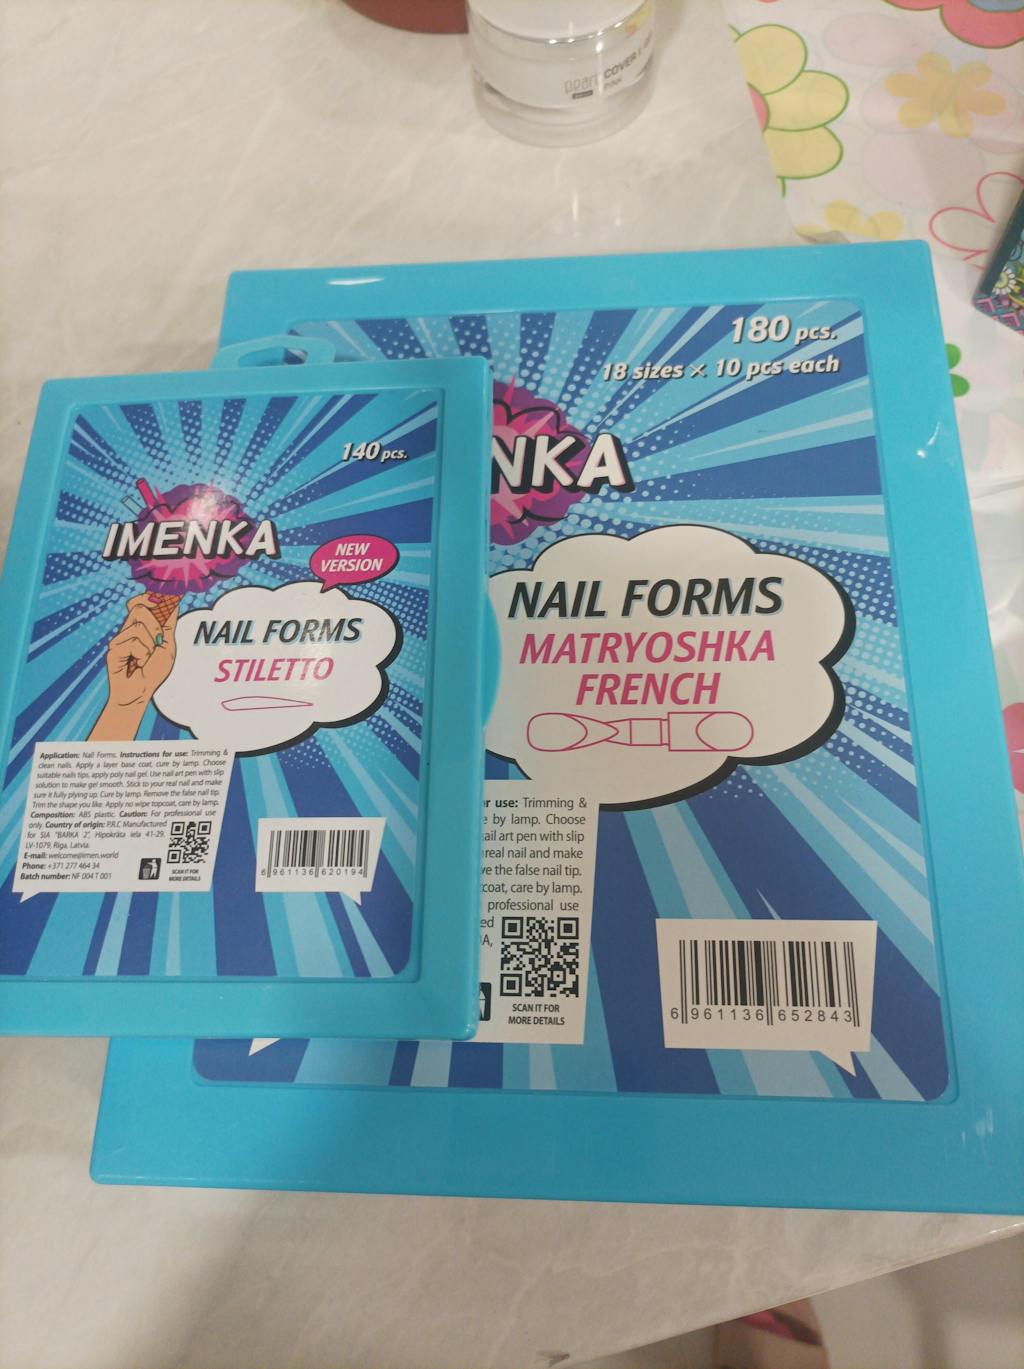 COVER
PINK
180 pcs.
18 sizes × 10 pcs each
NKA
NAIL FORMS
MATRYOSHKA
FRENCH
r use: Trimming &
e by lamp. Choose
ail art pen with slip
real nail and make
ve the false nail tip.
coat, care by lamp.
professional use
ed
SCAN IT FOR
MORE DETAILS
6 961136 652843
140 pcs.
IMENKA
NEW
VERSION
NAIL FORMS
STILETTO
Application: Nail Forms. Instructions for use: Trimming &
clean nails. Apply a layer base coat, cure by lamp. Choose
suitable nails tips, apply poly nail gel. Use nail art pen with slip
solution to make gel smooth. Stick to your real nail and make
sure it fully plying up. Cure by lamp. Remove the false nail tip.
Trim the shape you like. Apply no wipe topcoat, care by lamp.
Composition: ABS plastic. Caution: For professional use
only. Country of origin: P.R.C Manufactured
for SIA "BARKA 2", Hipokrāta iela 41-29,
LV-1079, Riga, Latvia.
E-mail: welcome@imen.world
Phone: +371 277 464 34
Batch number: NF 004 T 001
SCAN IT FOR
MORE DETAILS
6 961136 620194